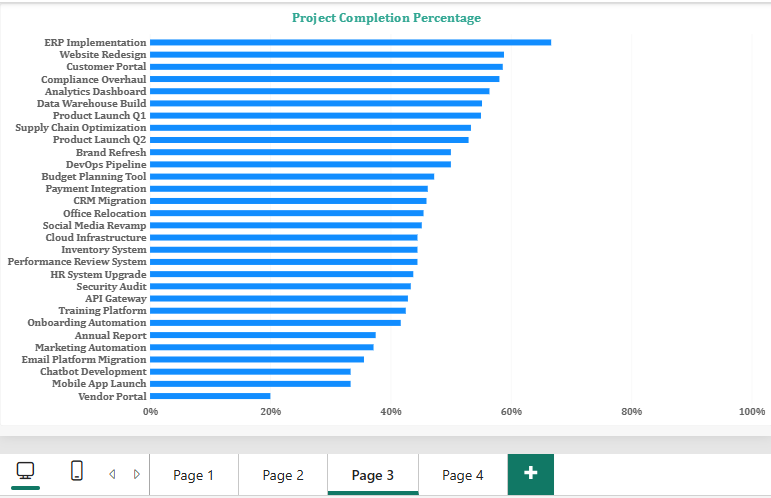 Project Completion Percentage
ERP Implementation
Website Redesign
Customer Portal
Compliance Overhaul
Analytics Dashboard
Data Warehouse Build
Product Launch Q1
Supply Chain Optimization
Product Launch Q2
Brand Refresh
DevOps Pipeline
Budget Planning Tool
Payment Integration
CRM Migration
Office Relocation
Social Media Revamp
Cloud Infrastructure
Inventory System
Performance Review System
HR System Upgrade
Security Audit
API Gateway
Training Platform
Onboarding Automation
Annual Report
Marketing Automation
Email Platform Migration
Chatbot Development
Mobile App Launch
Vendor Portal
0% 20% 40% 60% 80% 100%
Page 1 Page 2 Page 3 Page 4 +